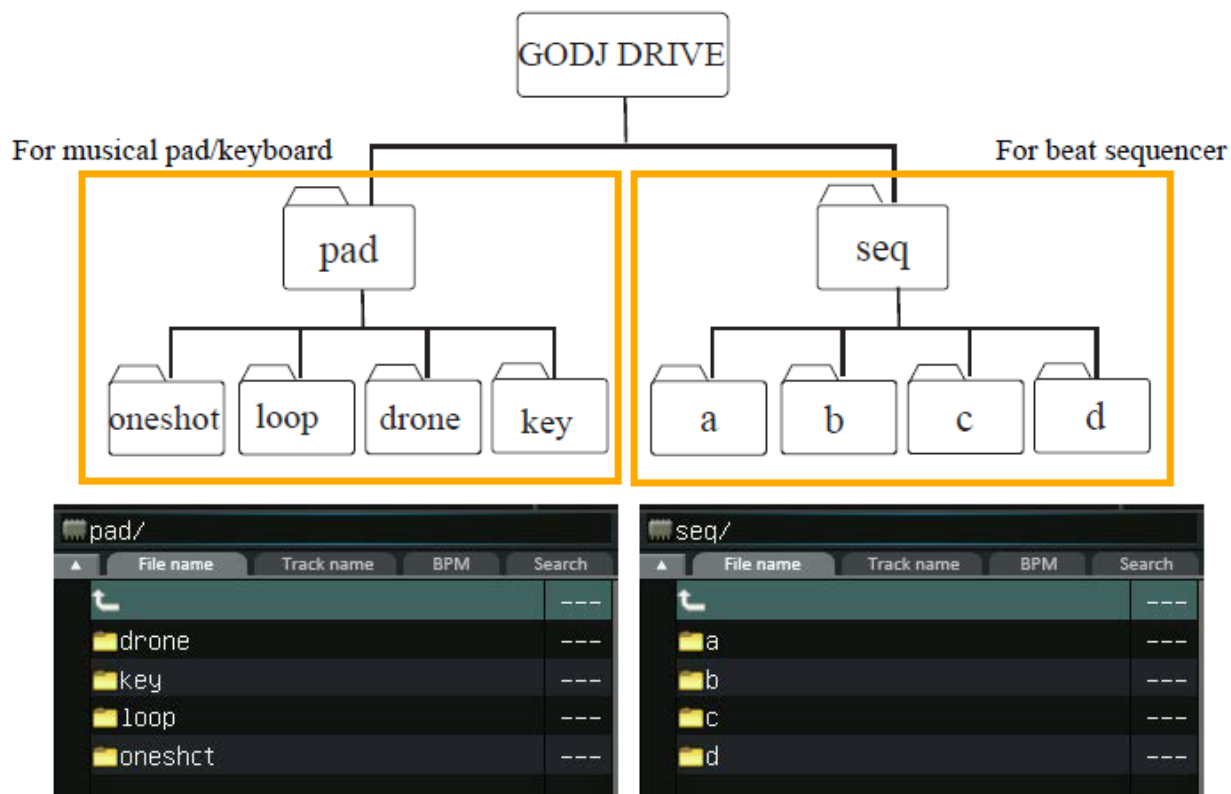 GODJ DRIVE
For musical pad/keyboard
For beat sequencer
pad
seq
oneshot
loop
drone
key
a
b
c
d
pad/
File name Track name BPM Search
---
drone ---
key ---
loop ---
oneshct ---
seq/
File name Track name BPM Search
---
a ---
b ---
c ---
d ---